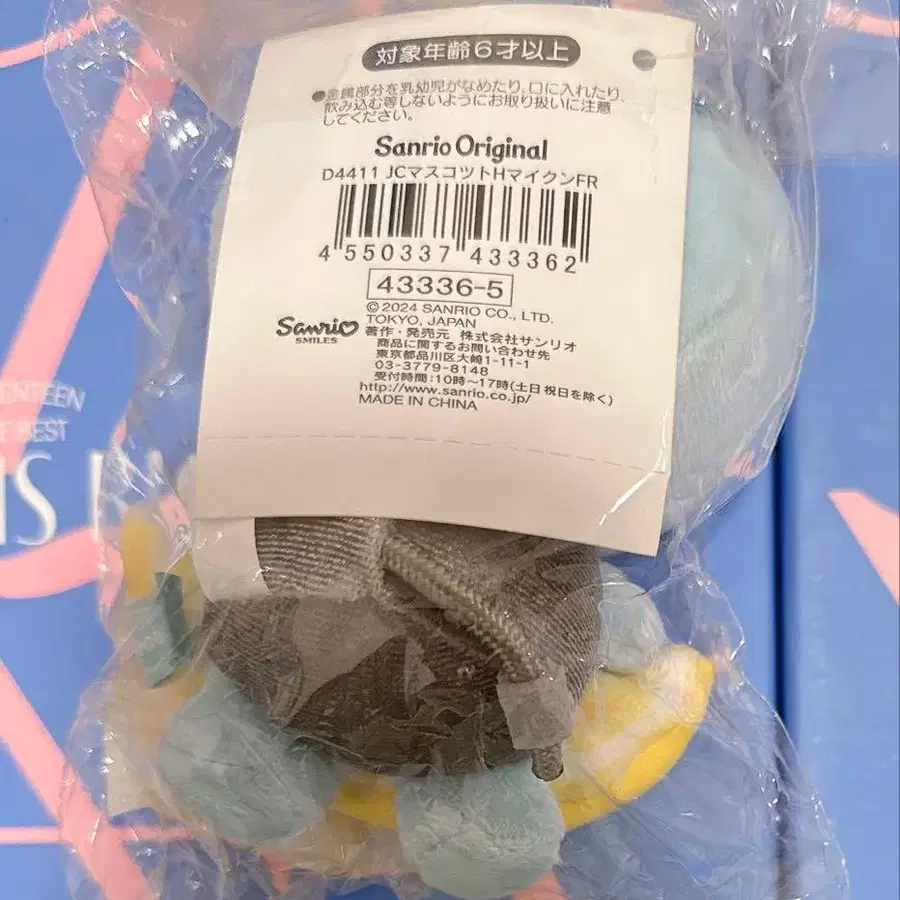 対象年齢6才以上
●金属部分を乳幼児がなめたり、口に入れたり、
飲み込む等しないようにお取り扱いに注意
してください。
Sanrio Original
D4411 JCマスコツトHマイクンFR
4 550337 433362
43336-5
© 2024 SANRIO CO., LTD.
TOKYO, JAPAN
Sanrio
SMILES
著作・発売元 株式会社サンリオ
商品に関するお問い合わせ先
東京都品川区大崎1-11-1
03-3779-8148
受付時間:10時〜17時(土日 祝日を除く)
http://www.sanrio.co.jp/
MADE IN CHINA
BEST
IS